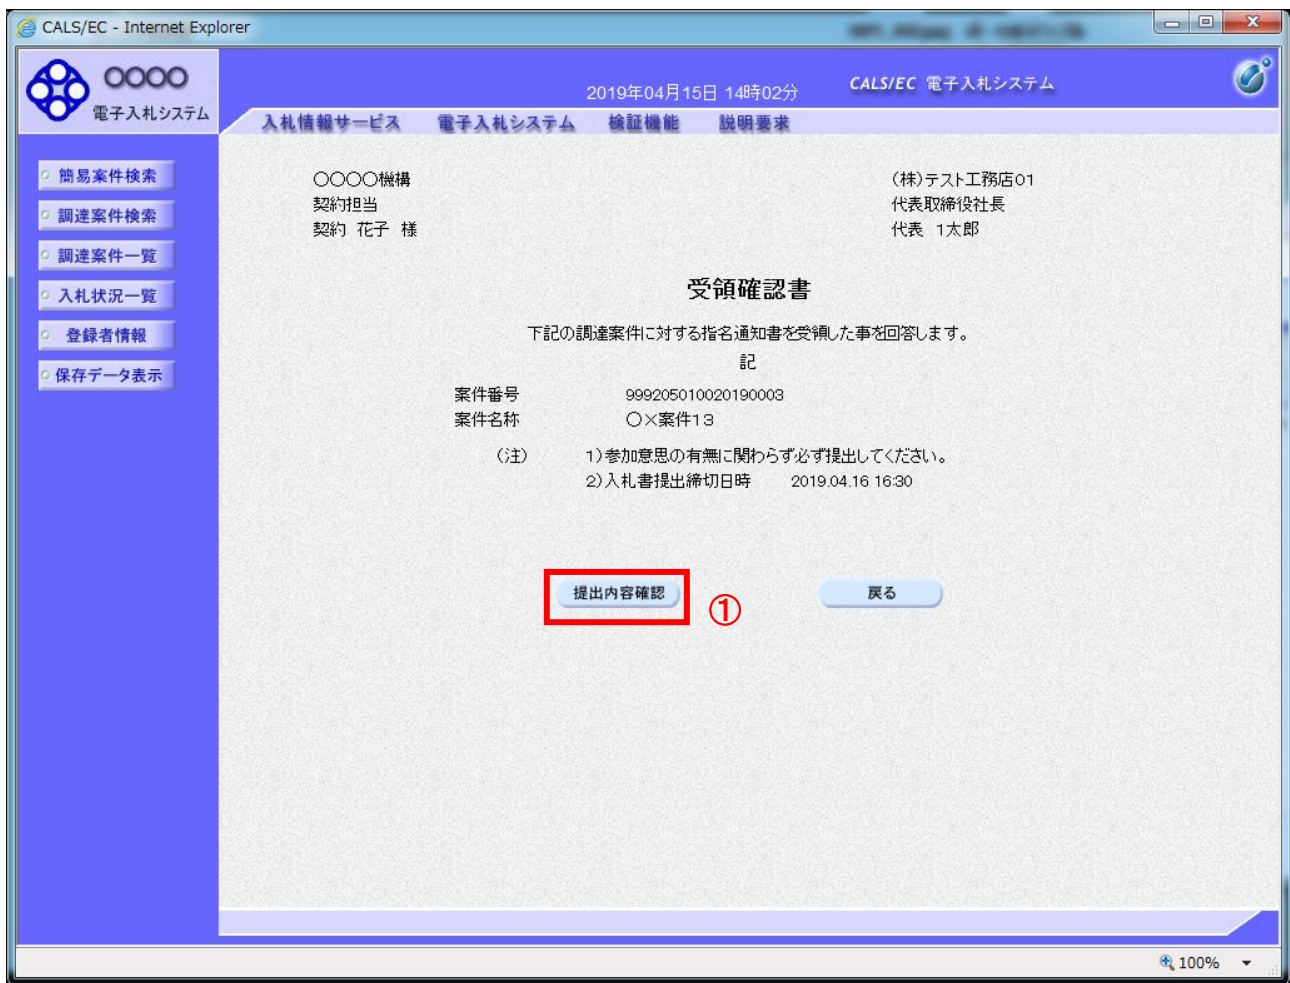 CALS/EC - Internet Explorer
○○○○
電子入札システム
2019年04月15日 14時02分
CALS/EC 電子入札システム
入札情報サービス 電子入札システム 検証機能 説明要求
簡易案件検索
調達案件検索
調達案件一覧
入札状況一覧
登録者情報
保存データ表示
○○○○機構
契約担当
契約 花子 様
(株)テスト工務店01
代表取締役社長
代表 1太郎
受領確認書
下記の調達案件に対する指名通知書を受領した事を回答します。
記
案件番号 999205010020190003
案件名称 ○×案件13
(注) 1)参加意思の有無に関わらず必ず提出してください。
2)入札書提出締切日時 2019.04.16 16:30
提出内容確認
①
戻る
100%